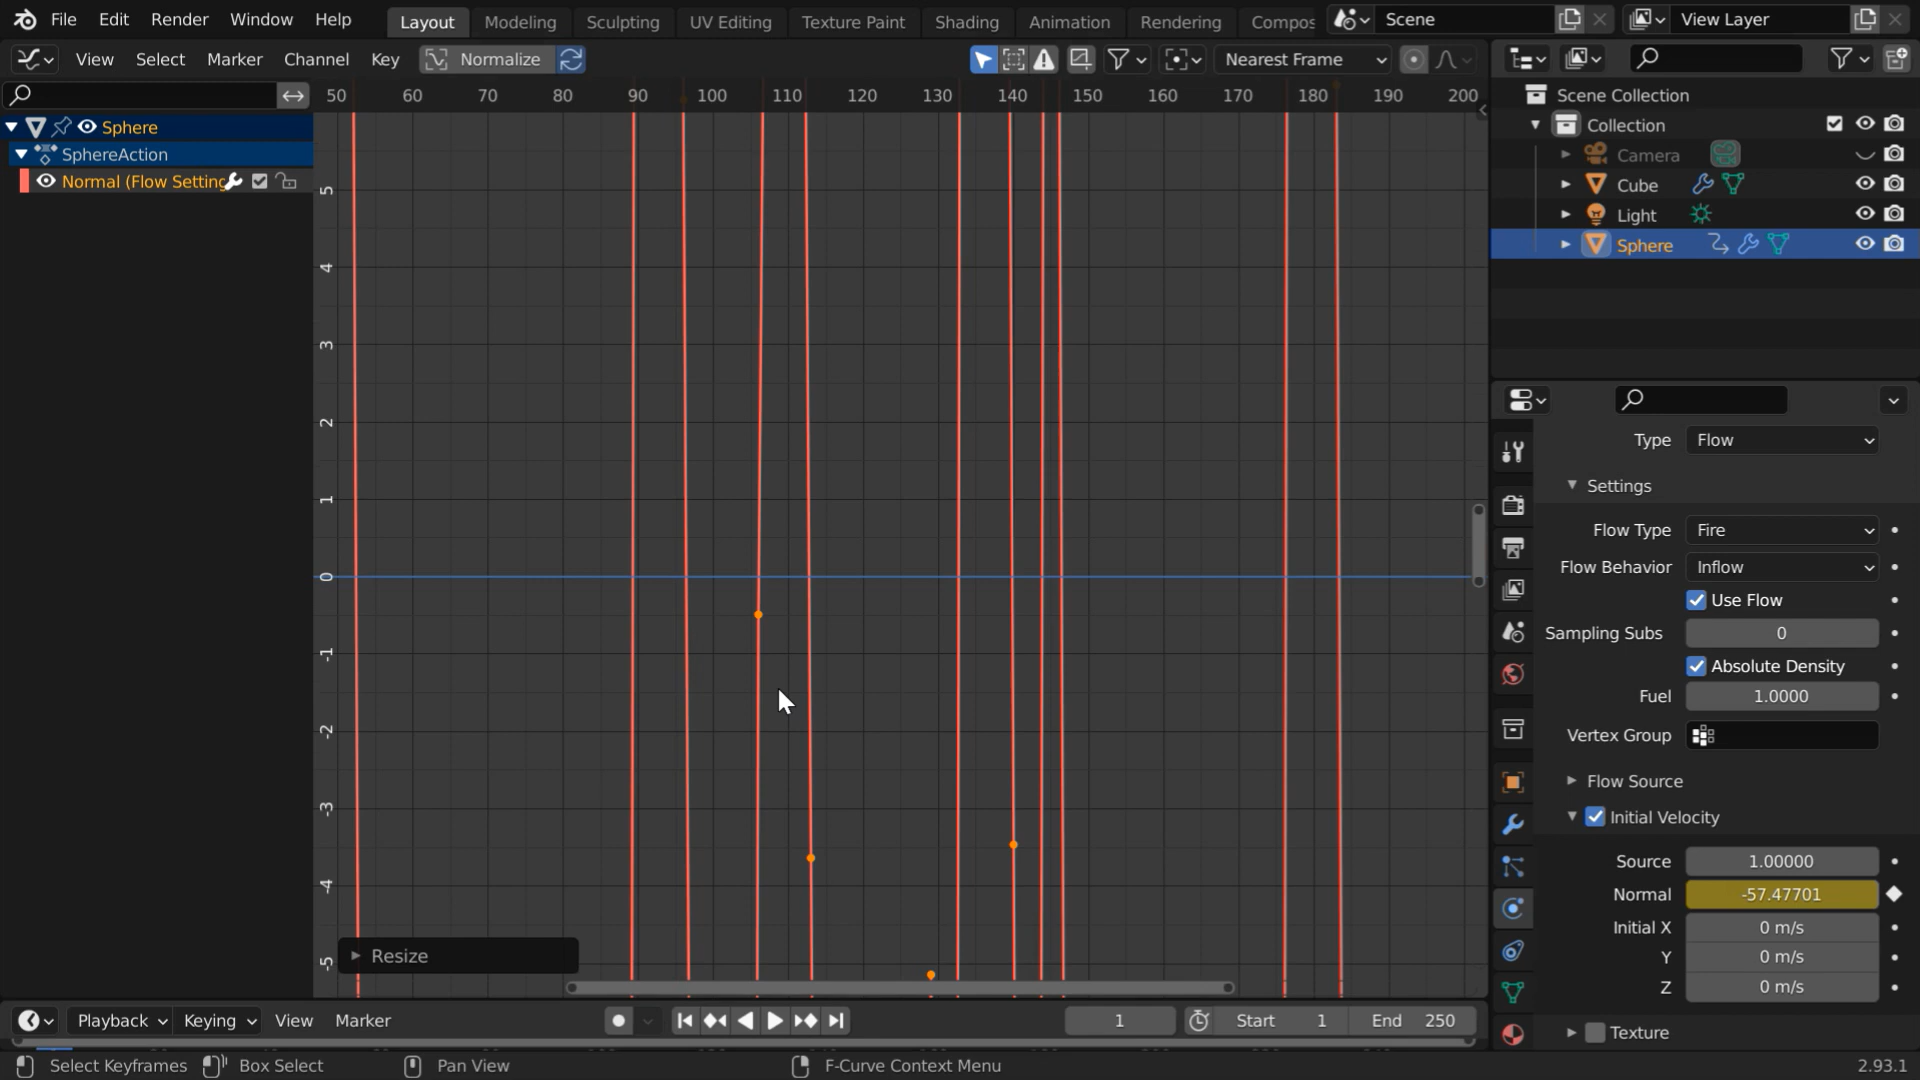 File Edit Render Window Help Layout Modeling Sculpting UV Editing Texture Paint Shading Animation Rendering Compos Scene View Layer
View Select Marker Channel Key Normalize Nearest Frame
50 60 70 80 90 100 110 120 130 140 150 160 170 180 190 200
Sphere
SphereAction
Normal (Flow Setting
5
4
3
2
1
0
-1
-2
-3
-4
-5
Resize
Scene Collection
Collection
Camera
Cube
Light
Sphere
Type Flow
Settings
Flow Type Fire
Flow Behavior Inflow
Use Flow
Sampling Subs 0
Absolute Density
Fuel 1.0000
Vertex Group
Flow Source
Initial Velocity
Source 1.00000
Normal -57.47701
Initial X 0 m/s
Y 0 m/s
Z 0 m/s
Texture
Playback Keying View Marker 1 Start 1 End 250
Select Keyframes Box Select Pan View F-Curve Context Menu 2.93.1